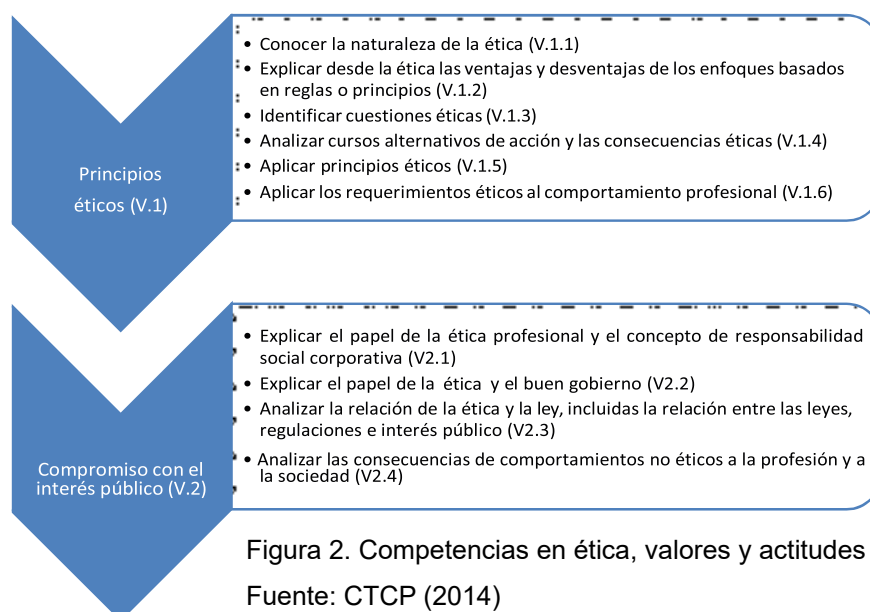 Principios
éticos (V.1)
• Conocer la naturaleza de la ética (V.1.1)
• Explicar desde la ética las ventajas y desventajas de los enfoques basados
en reglas o principios (V.1.2)
• Identificar cuestiones éticas (V.1.3)
• Analizar cursos alternativos de acción y las consecuencias éticas (V.1.4)
• Aplicar principios éticos (V.1.5)
• Aplicar los requerimientos éticos al comportamiento profesional (V.1.6)
Compromiso con el
interés público (V.2)
• Explicar el papel de la ética profesional y el concepto de responsabilidad
social corporativa (V2.1)
• Explicar el papel de la ética y el buen gobierno (V2.2)
• Analizar la relación de la ética y la ley, incluidas la relación entre las leyes,
regulaciones e interés público (V2.3)
• Analizar las consecuencias de comportamientos no éticos a la profesión y a
la sociedad (V2.4)
Figura 2. Competencias en ética, valores y actitudes
Fuente: CTCP (2014)